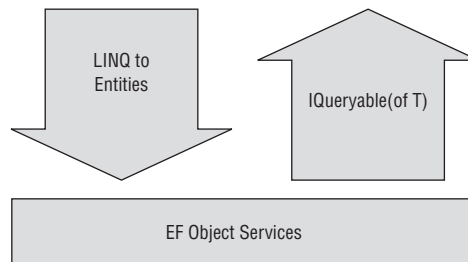 LINQ to
Entities
IQueryable(of T)
EF Object Services